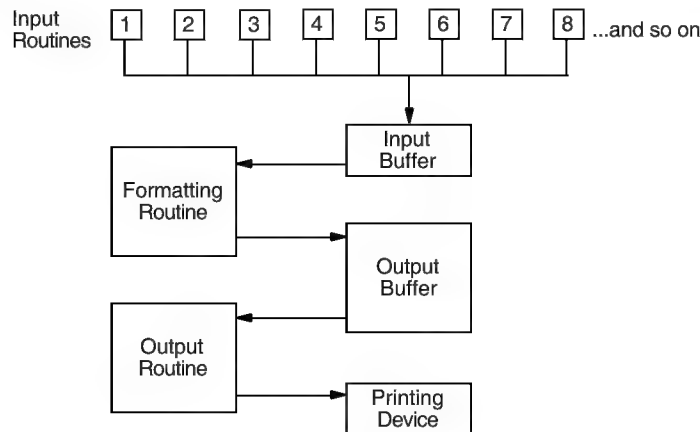 Input
Routines
1 2 3 4 5 6 7 8 ...and so on
Input
Buffer
Formatting
Routine
Output
Buffer
Output
Routine
Printing
Device